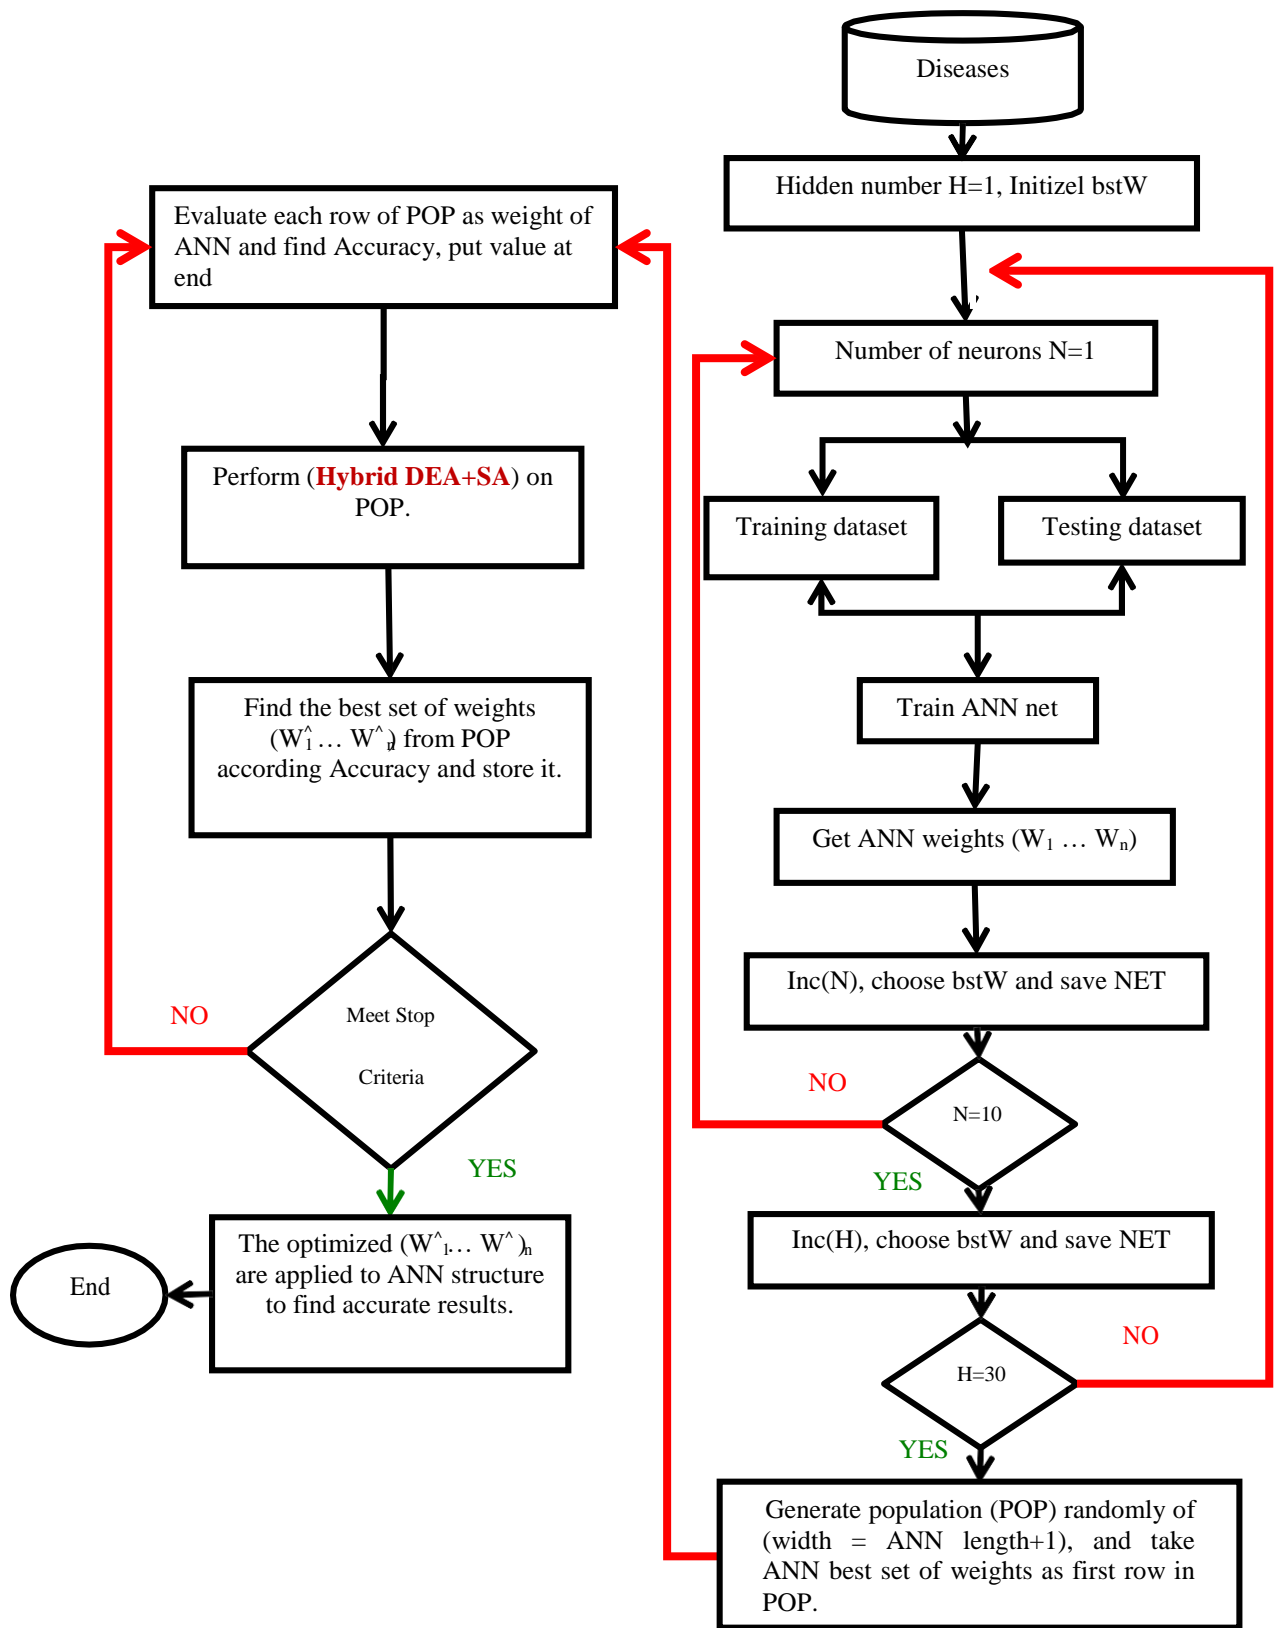 Diseases
Hidden number H=1, Initizel bstW
Number of neurons N=1
Training dataset
Testing dataset
Train ANN net
Get ANN weights (W₁ … Wₙ)
Inc(N), choose bstW and save NET
N=10
NO
YES
Inc(H), choose bstW and save NET
H=30
NO
YES
Generate population (POP) randomly of
(width = ANN length+1), and take
ANN best set of weights as first row in
POP.
Evaluate each row of POP as weight of
ANN and find Accuracy, put value at
end
Perform (Hybrid DEA+SA) on
POP.
Find the best set of weights
(W^₁ … W^ₙ) from POP
according Accuracy and store it.
Meet Stop
Criteria
NO
YES
The optimized (W^₁… W^)ₙ
are applied to ANN structure
to find accurate results.
End